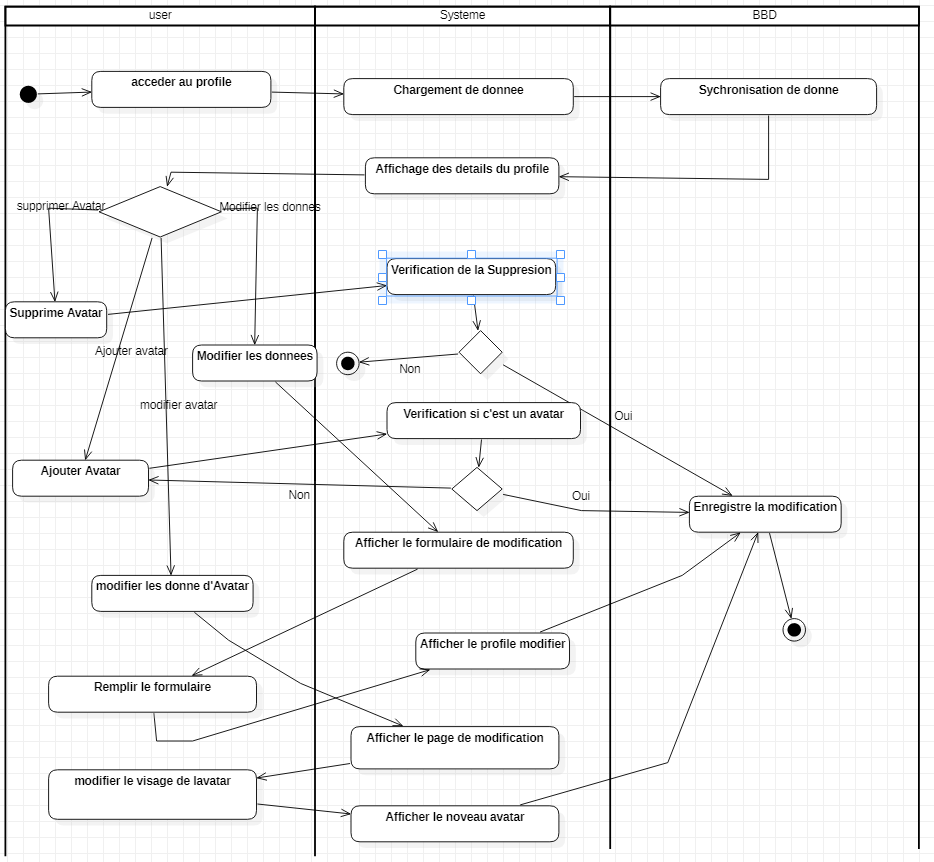 user
Systeme
BBD
acceder au profile
Chargement de donnee
Sychronisation de donne
Affichage des details du profile
supprimer Avatar
Modifier les donnes
Verification de la Suppresion
Supprime Avatar
Ajouter avatar
Modifier les donnees
Non
modifier avatar
Verification si c'est un avatar
Oui
Ajouter Avatar
Non
Oui
Enregistre la modification
Afficher le formulaire de modification
modifier les donne d'Avatar
Afficher le profile modifier
Remplir le formulaire
Afficher le page de modification
modifier le visage de lavatar
Afficher le noveau avatar